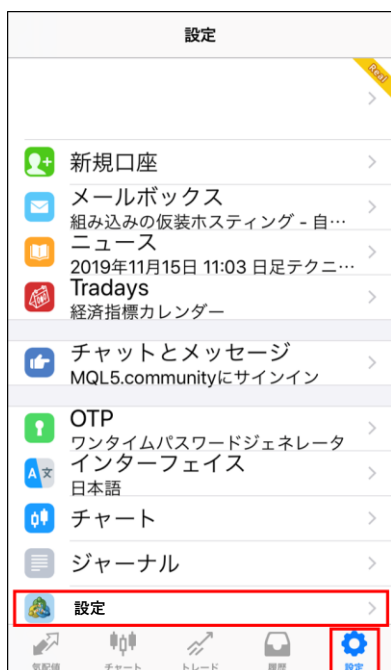 設定
Real
新規口座
メールボックス
組み込みの仮装ホスティング - 自…
ニュース
2019年11月15日 11:03 日足テクニ…
Tradays
経済指標カレンダー
チャットとメッセージ
MQL5.communityにサインイン
OTP
ワンタイムパスワードジェネレータ
インターフェイス
日本語
チャート
ジャーナル
設定
気配値 チャート トレード 履歴 設定